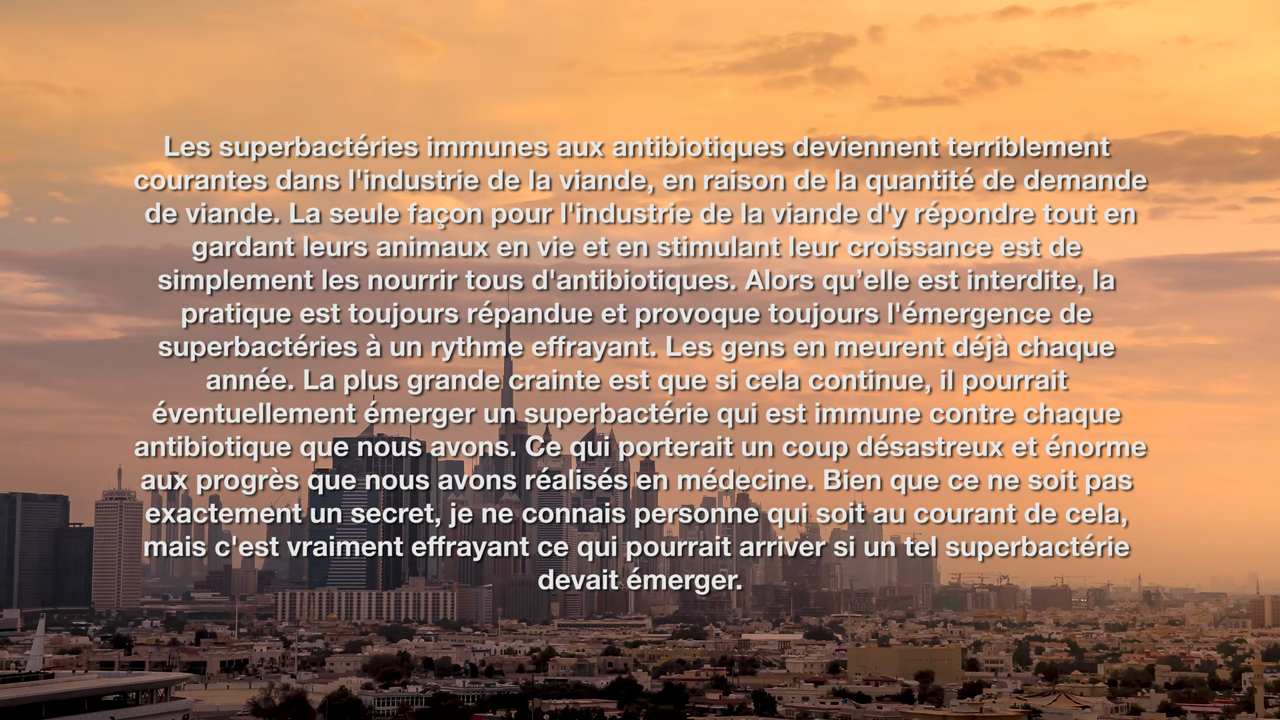 Les superbactéries immunes aux antibiotiques deviennent terriblement
courantes dans l'industrie de la viande, en raison de la quantité de demande
de viande. La seule façon pour l'industrie de la viande d'y répondre tout en
gardant leurs animaux en vie et en stimulant leur croissance est de
simplement les nourrir tous d'antibiotiques. Alors qu’elle est interdite, la
pratique est toujours répandue et provoque toujours l'émergence de
superbactéries à un rythme effrayant. Les gens en meurent déjà chaque
année. La plus grande crainte est que si cela continue, il pourrait
éventuellement émerger un superbactérie qui est immune contre chaque
antibiotique que nous avons. Ce qui porterait un coup désastreux et énorme
aux progrès que nous avons réalisés en médecine. Bien que ce ne soit pas
exactement un secret, je ne connais personne qui soit au courant de cela,
mais c'est vraiment effrayant ce qui pourrait arriver si un tel superbactérie
devait émerger.